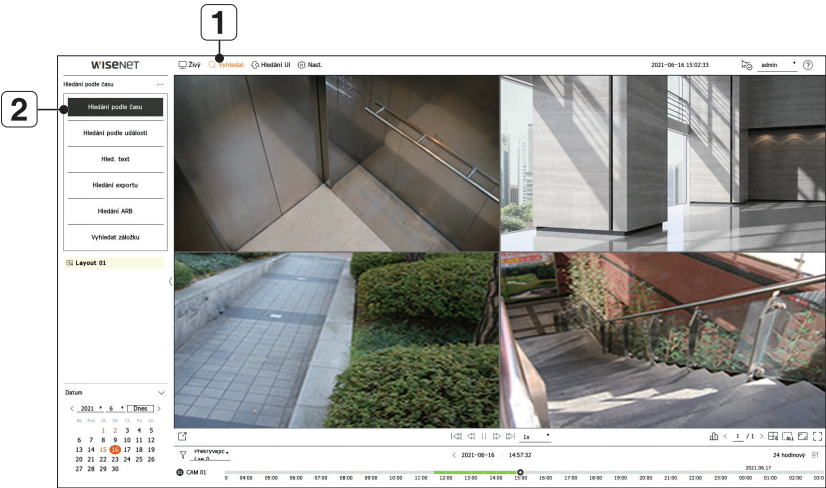 1
WISENET
Živý
Vyhledat
Hledání UI
Nast.
2021-06-16 15:02:33
admin
?
Hledání podle času
...
2
Hledání podle času
Hledání podle události
Hled. text
Hledání exportu
Hledání ARB
Vyhledat záložku
Layout 01
Datum
< 2021 6 Dnes >
1 2 3 4 5
6 7 8 9 10 11 12
13 14 15 16 17 18 19
20 21 22 23 24 25 26
27 28 29 30
1x
< 1 / 1 >
ALL
Překrývajíc
< 2021-06-16 14:57:32
24 hodinový
2021.06.17
01 CAM 01
0 04:00 05:00 06:00 07:00 08:00 09:00 10:00 11:00 12:00 13:00 14:00 15:00 16:00 17:00 18:00 19:00 20:00 21:00 22:00 23:00 00:00 01:00 02:00 03:0